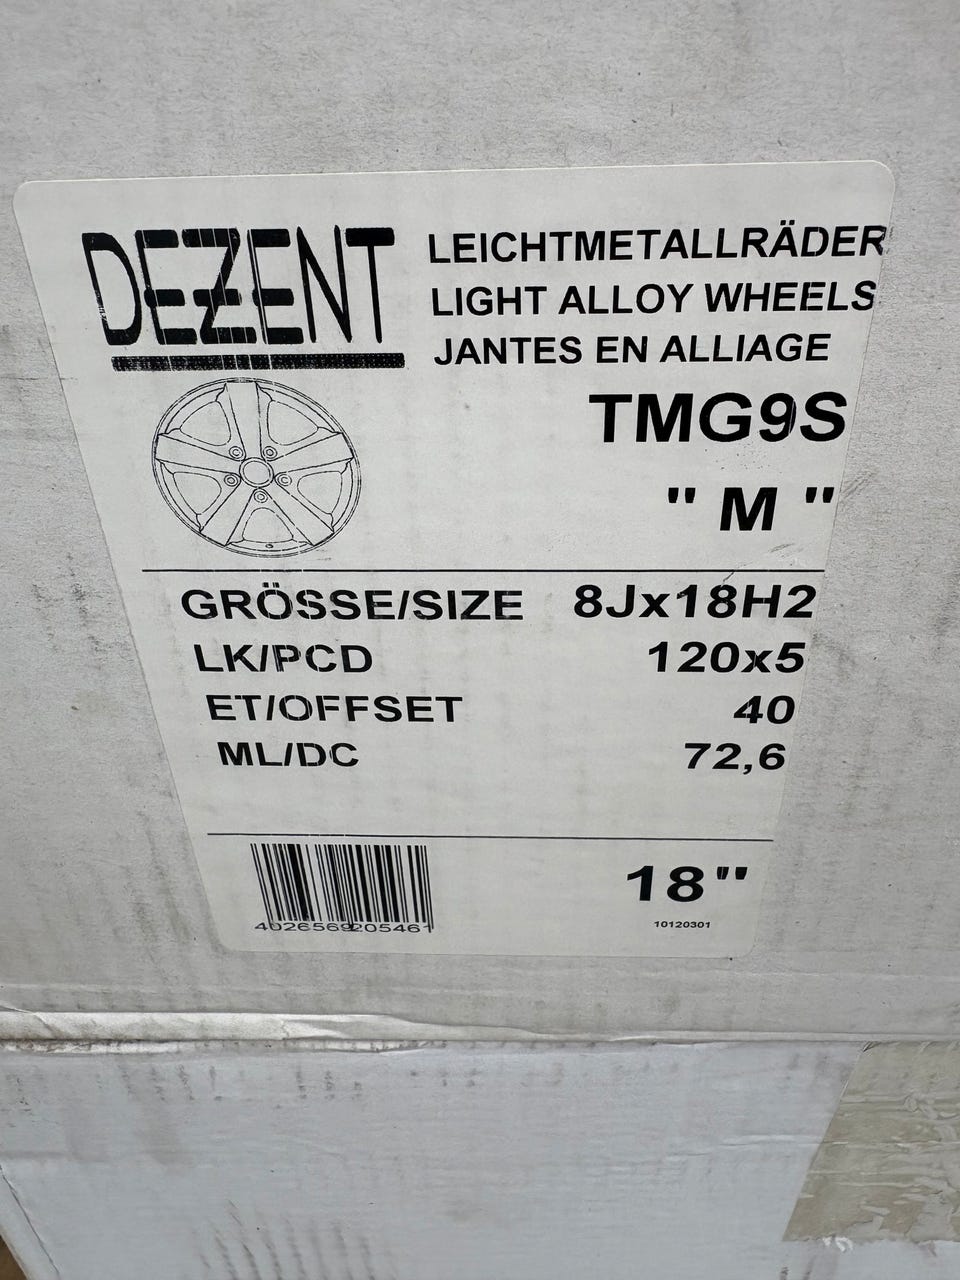 DEZENT
LEICHTMETALLRÄDER
LIGHT ALLOY WHEELS
JANTES EN ALLIAGE
TMG9S
" M "
GRÖSSE/SIZE 8Jx18H2
LK/PCD 120x5
ET/OFFSET 40
ML/DC 72,6
18"
4026569205461
10120301